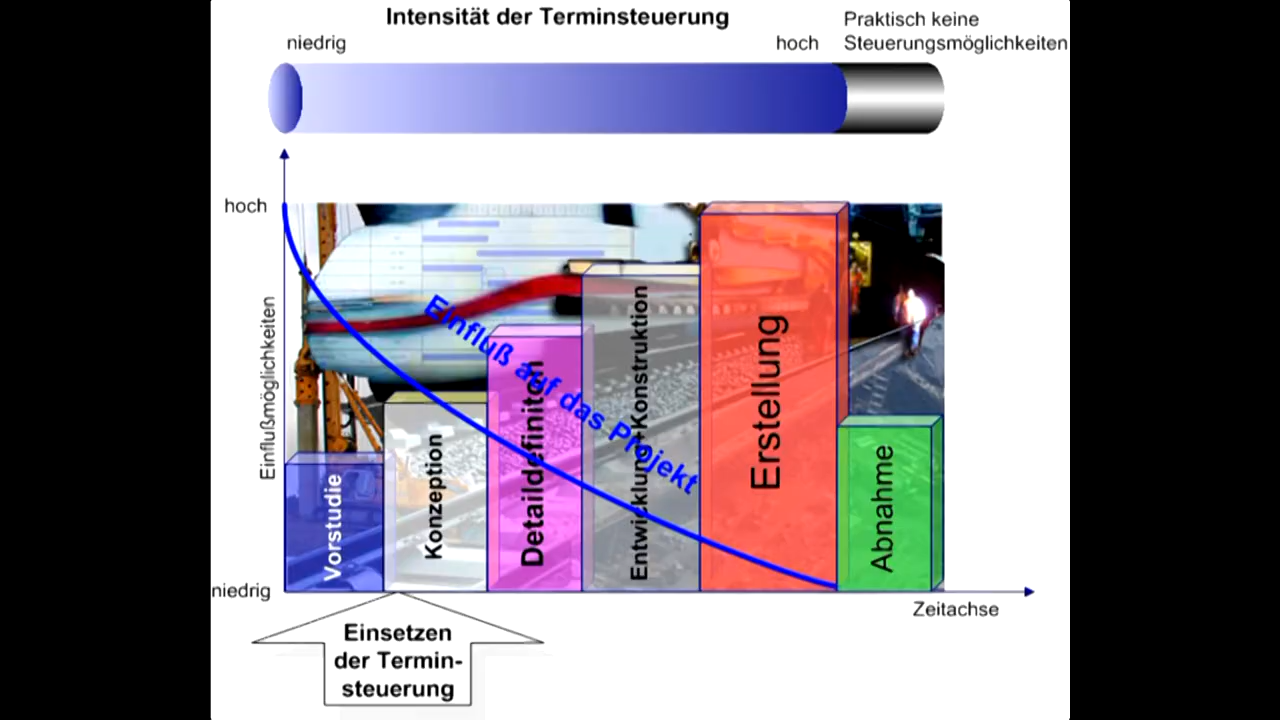 Intensität der Terminsteuerung
Praktisch keine
Steuerungsmöglichkeiten
niedrig
hoch
hoch
Einflußmöglichkeiten
niedrig
Einfluß auf das Projekt
Vorstudie
Konzeption
Detaildefiniton
Entwicklung+Konstruktion
Erstellung
Abnahme
Zeitachse
Einsetzen
der Termin-
steuerung